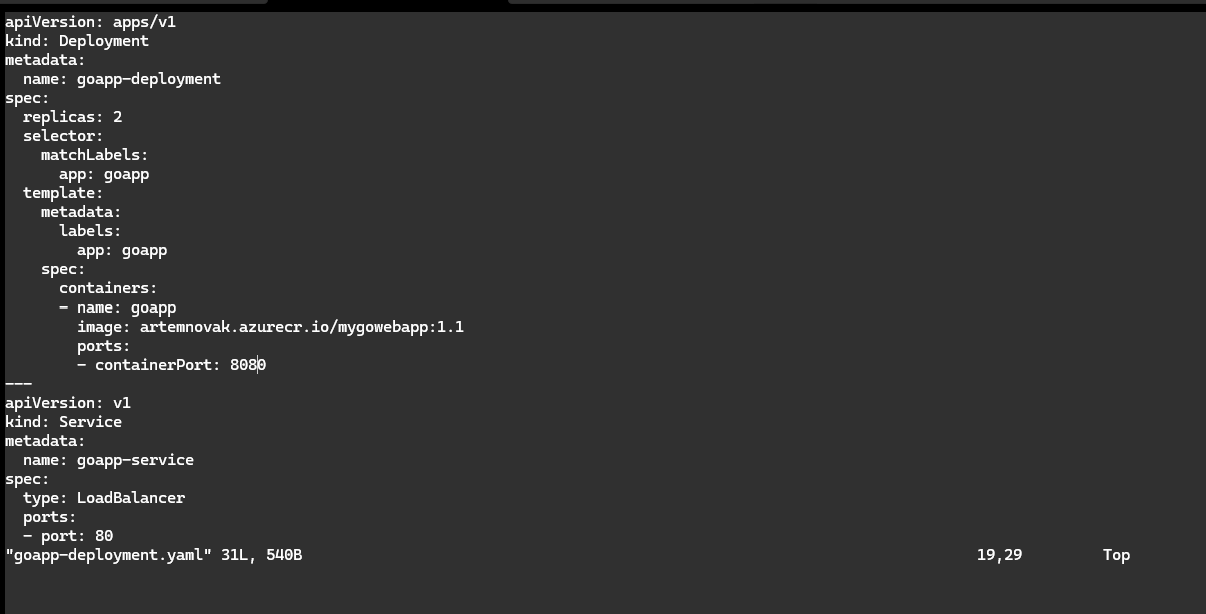 apiVersion: apps/v1
kind: Deployment
metadata:
  name: goapp-deployment
spec:
  replicas: 2
  selector:
    matchLabels:
      app: goapp
  template:
    metadata:
      labels:
        app: goapp
    spec:
      containers:
      - name: goapp
        image: artemnovak.azurecr.io/mygowebapp:1.1
        ports:
        - containerPort: 8080
---
apiVersion: v1
kind: Service
metadata:
  name: goapp-service
spec:
  type: LoadBalancer
  ports:
  - port: 80
"goapp-deployment.yaml" 31L, 540B 19,29 Top